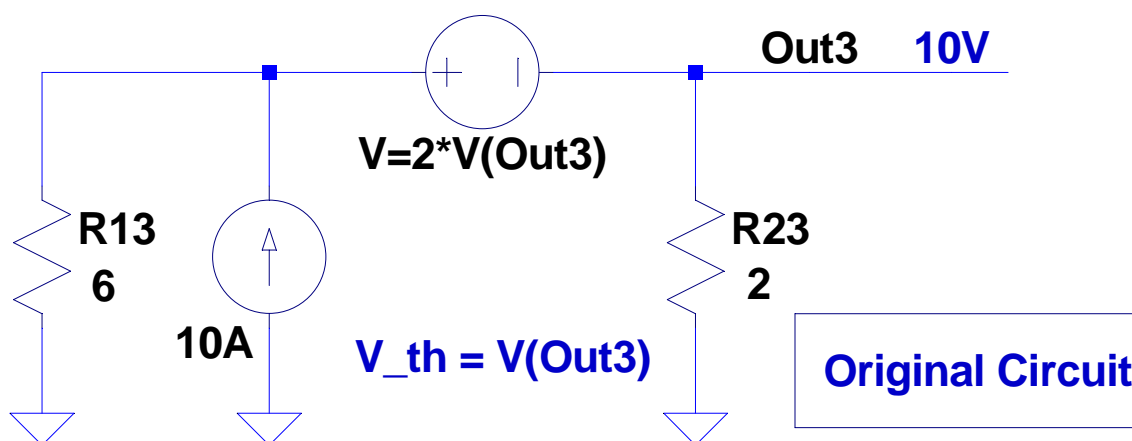 Out3 10V
+ −
V=2*V(Out3)
R13
6
R23
2
10A
V_th = V(Out3)
Original Circuit